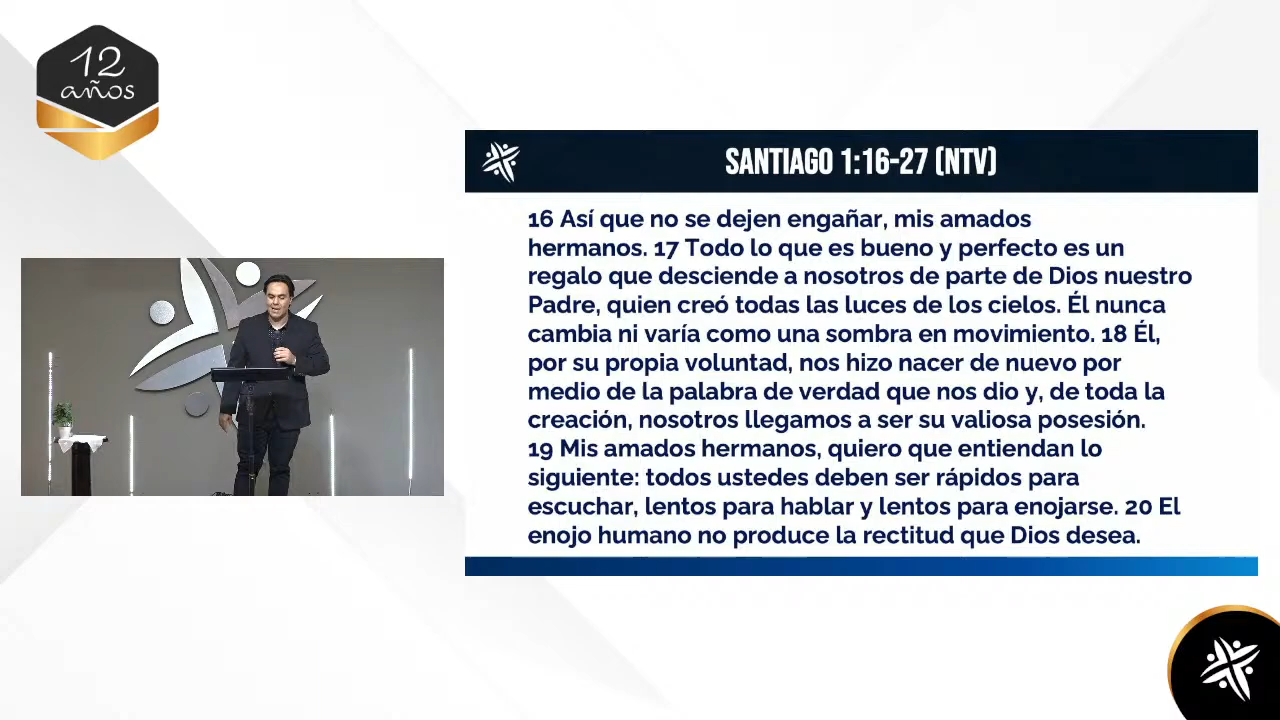 12
años
SANTIAGO 1:16-27 (NTV)
16 Así que no se dejen engañar, mis amados
hermanos. 17 Todo lo que es bueno y perfecto es un
regalo que desciende a nosotros de parte de Dios nuestro
Padre, quien creó todas las luces de los cielos. Él nunca
cambia ni varía como una sombra en movimiento. 18 Él,
por su propia voluntad, nos hizo nacer de nuevo por
medio de la palabra de verdad que nos dio y, de toda la
creación, nosotros llegamos a ser su valiosa posesión.
19 Mis amados hermanos, quiero que entiendan lo
siguiente: todos ustedes deben ser rápidos para
escuchar, lentos para hablar y lentos para enojarse. 20 El
enojo humano no produce la rectitud que Dios desea.